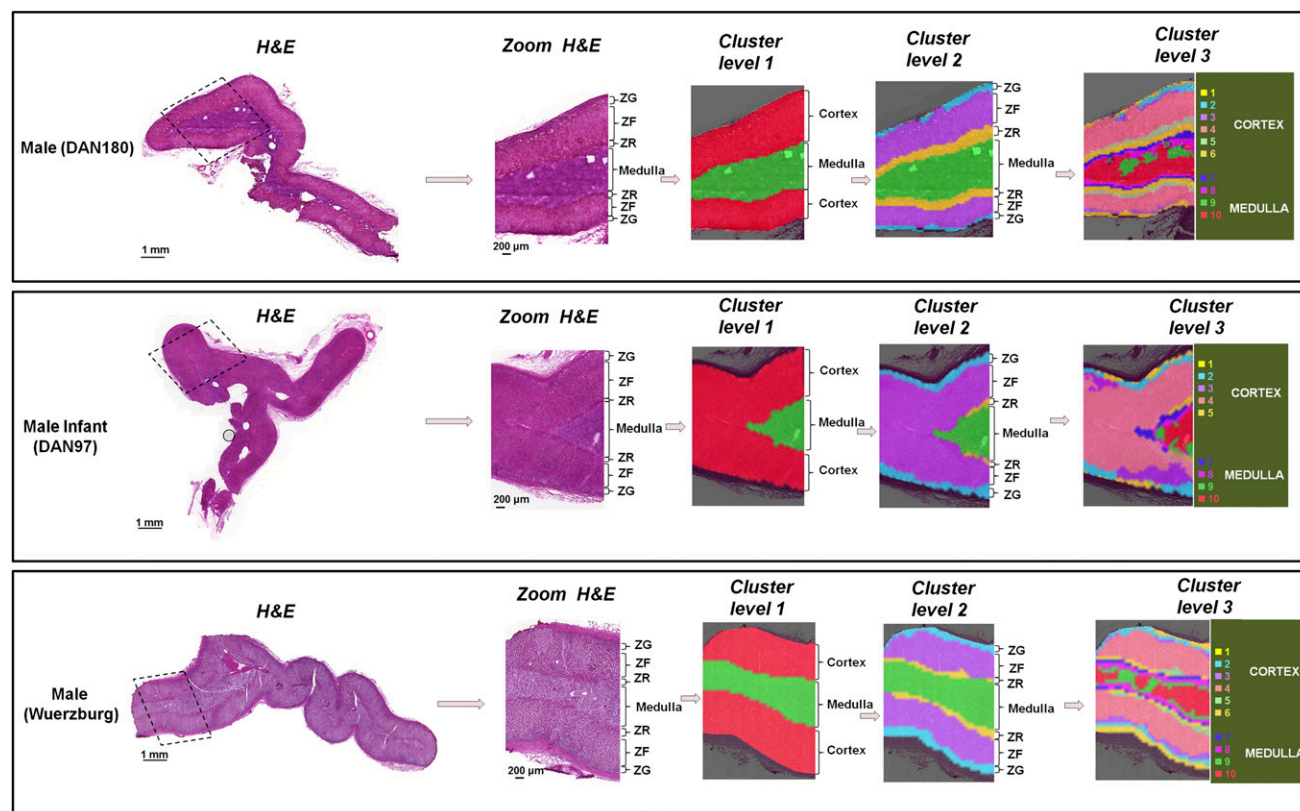 H&E
Zoom H&E
Cluster
level 1
Cluster
level 2
Cluster
level 3
Male (DAN180)
1 mm
200 µm
ZG
ZF
ZR
Medulla
ZR
ZF
ZG
Cortex
Medulla
Cortex
ZG
ZF
ZR
Medulla
ZR
ZF
ZG
1
2
3
4
5
6
7
8
9
10
CORTEX
MEDULLA
H&E
Zoom H&E
Cluster
level 1
Cluster
level 2
Cluster
level 3
Male Infant
(DAN97)
1 mm
200 µm
ZG
ZF
ZR
Medulla
ZR
ZF
ZG
Cortex
Medulla
Cortex
ZG
ZF
ZR
Medulla
ZR
ZF
ZG
1
2
3
4
5
7
8
9
10
CORTEX
MEDULLA
H&E
Zoom H&E
Cluster
level 1
Cluster
level 2
Cluster
level 3
Male
(Wuerzburg)
1 mm
200 µm
ZG
ZF
ZR
Medulla
ZR
ZF
ZG
Cortex
Medulla
Cortex
ZG
ZF
ZR
Medulla
ZR
ZF
ZG
1
2
3
4
5
6
7
8
9
10
CORTEX
MEDULLA